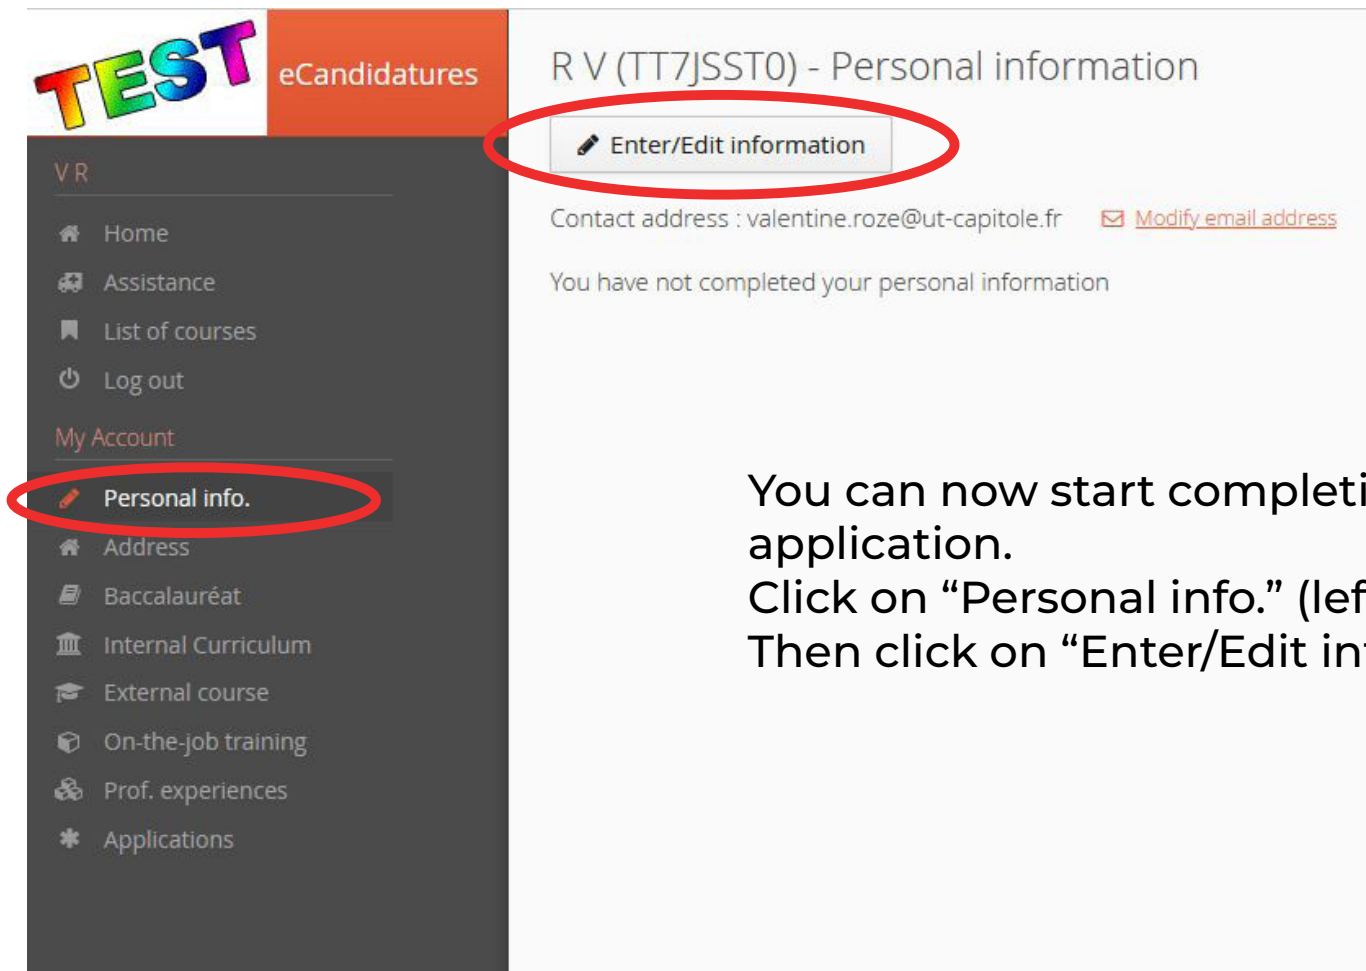 TEST
eCandidatures
V R
Home
Assistance
List of courses
Log out
My Account
Personal info.
Address
Baccalauréat
Internal Curriculum
External course
On-the-job training
Prof. experiences
Applications
R V (TT7JSST0) - Personal information
Enter/Edit information
Contact address : valentine.roze@ut-capitole.fr Modify email address
You have not completed your personal information
You can now start
application.
Click on “Personal info.”
Then click on “Enter/Edit